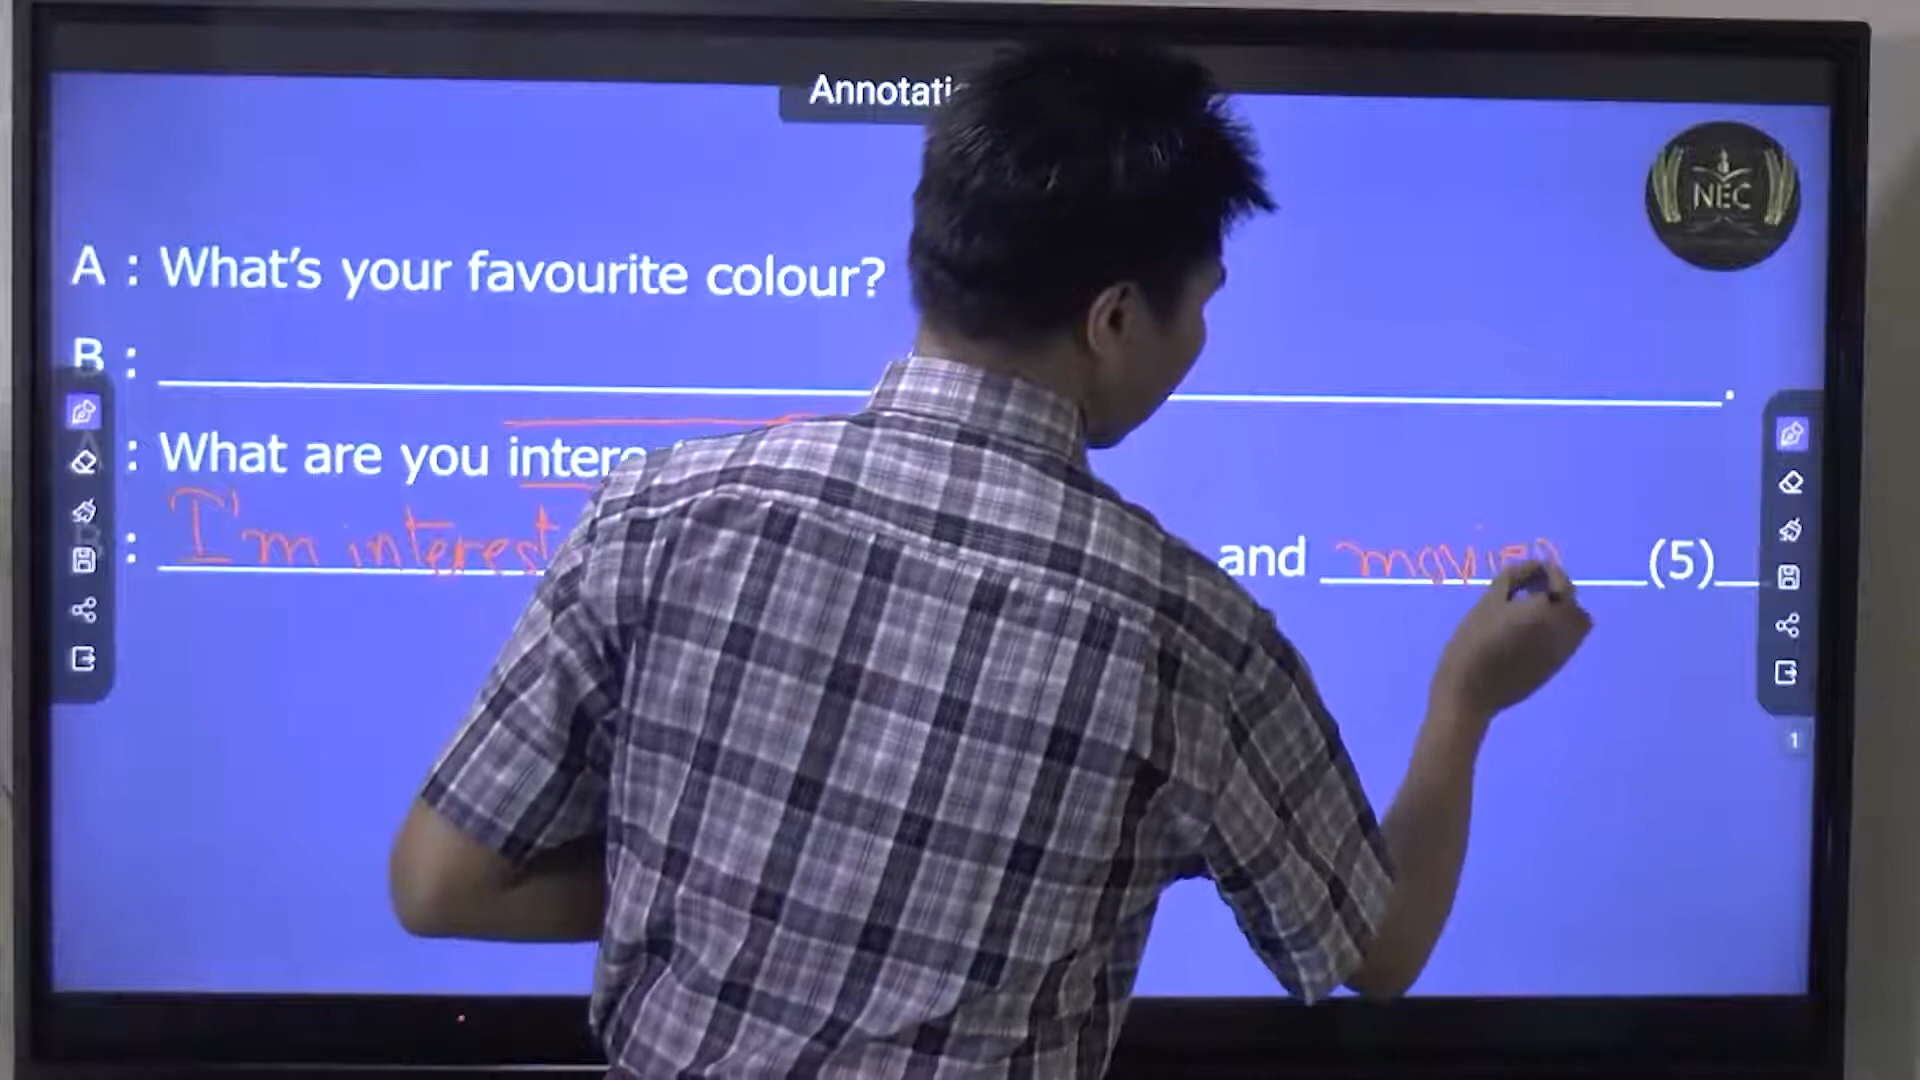 Annotati
NEC
A : What's your favourite colour?
B : .
: What are you intere
: I'm interest and movies (5)
1